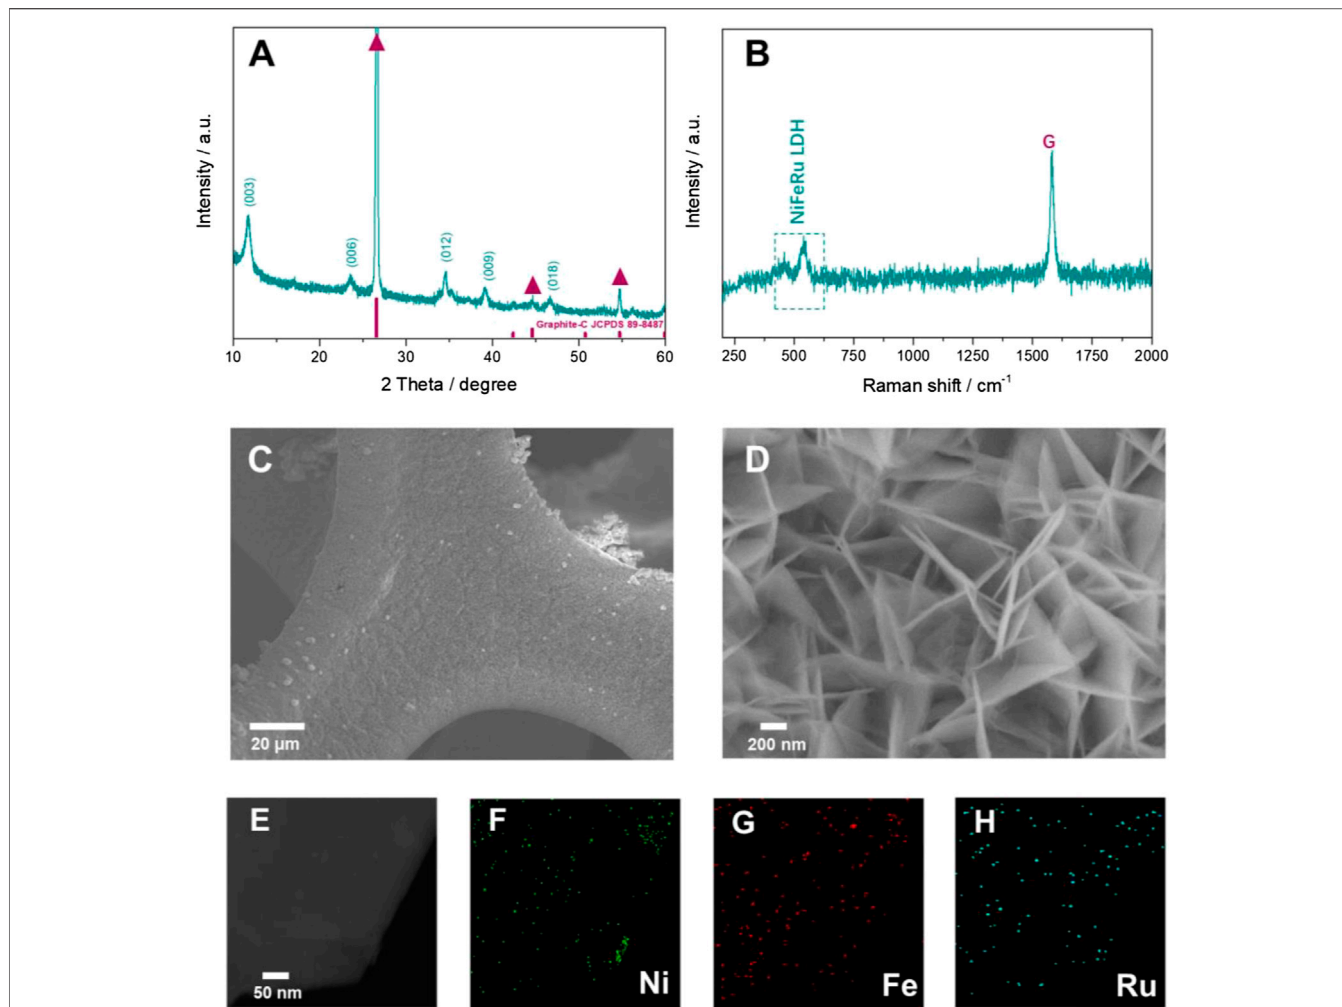 A
Intensity / a.u.
(003)
(006)
(012)
(009)
(018)
Graphite-C JCPDS 89-8487
10 20 30 40 50 60
2 Theta / degree
B
Intensity / a.u.
NiFeRu LDH
G
250 500 750 1000 1250 1500 1750 2000
Raman shift / cm⁻¹
C
20 µm
D
200 nm
E
50 nm
F
Ni
G
Fe
H
Ru